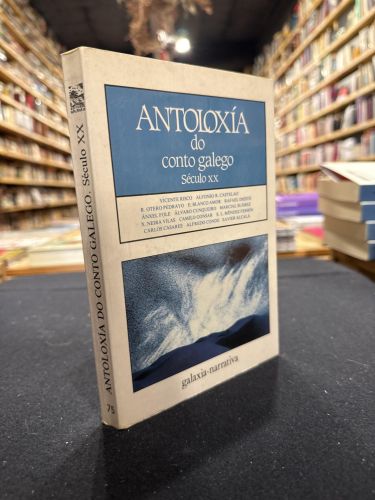 ANTOLOXÍA
do
conto galego
Século XX
VICENTE RISCO ALFONSO R. CASTELAO
R. OTERO PEDRAYO E. BLANCO AMOR RAFAEL DIESTE
ÁNXEL FOLE ÁLVARO CUNQUEIRO MARCIAL SUÁREZ
X. NEIRA VILAS CAMILO GONSAR X. L. MÉNDEZ FERRÍN
CARLOS CASARES ALFREDO CONDE XAVIER ALCALÁ
galaxia·narrativa
ANTOLOXÍA DO CONTO GALEGO. Século XX
75